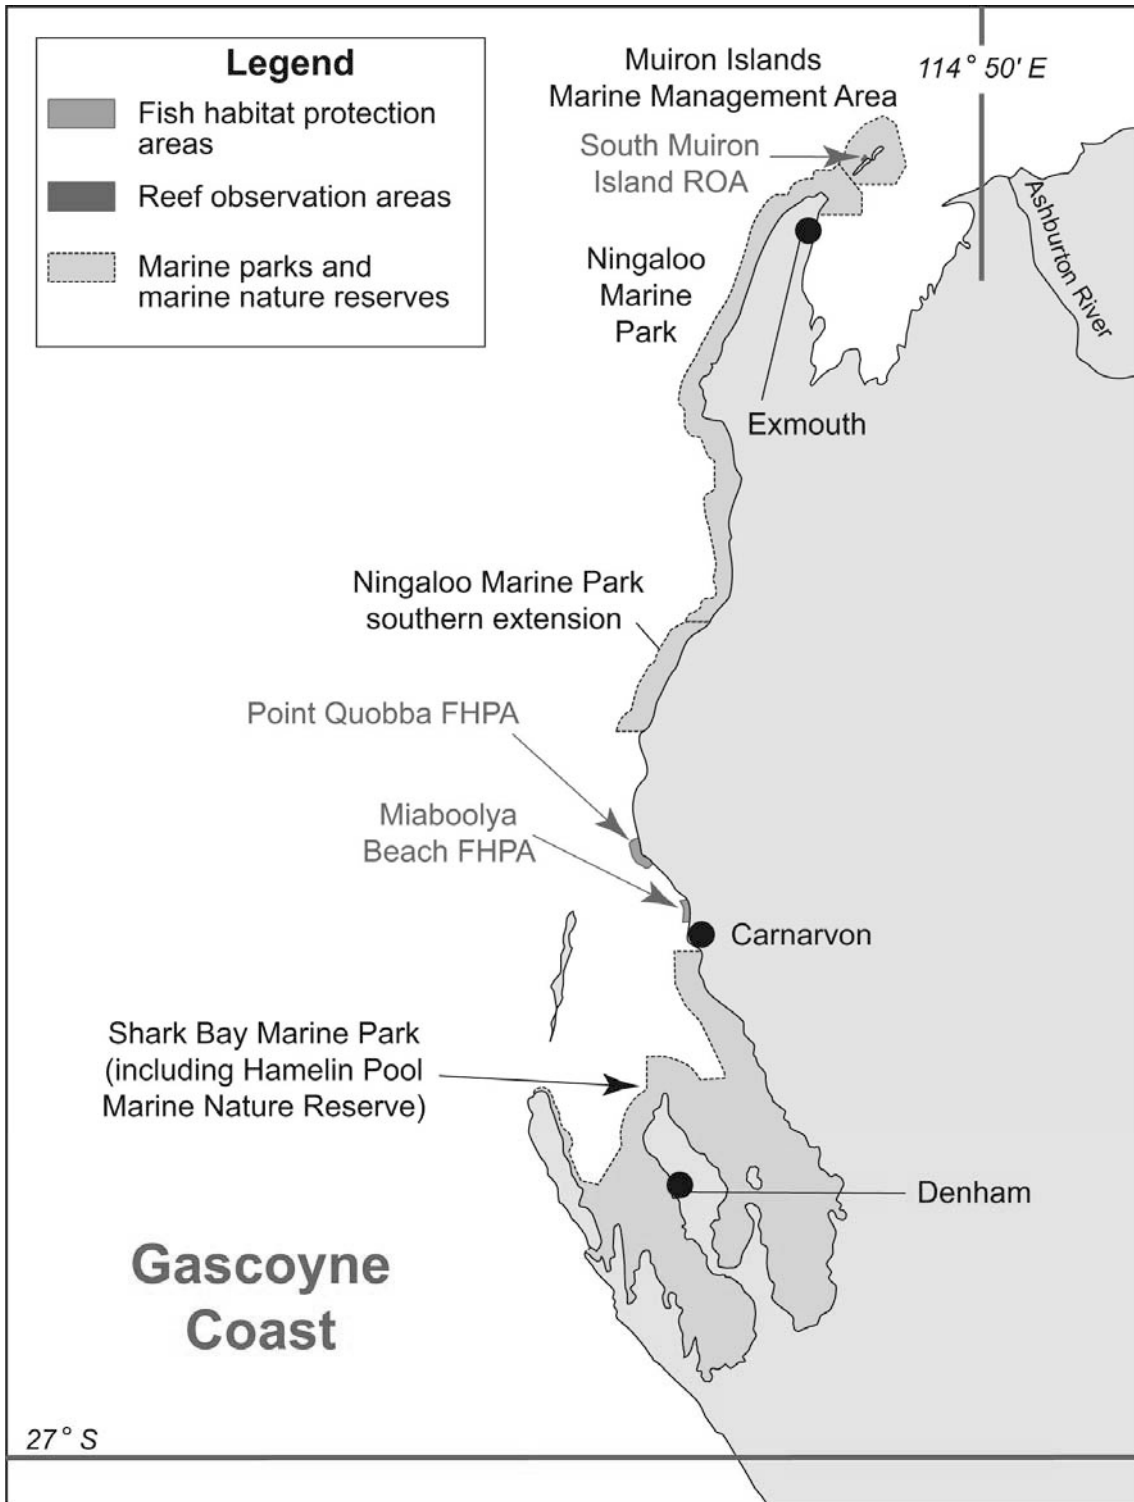 Legend
Fish habitat protection
areas
Reef observation areas
Marine parks and
marine nature reserves
Muiron Islands
Marine Management Area
114° 50' E
South Muiron
Island ROA
Ashburton River
Ningaloo
Marine
Park
Exmouth
Ningaloo Marine Park
southern extension
Point Quobba FHPA
Miaboolya
Beach FHPA
Carnarvon
Shark Bay Marine Park
(including Hamelin Pool
Marine Nature Reserve)
Denham
Gascoyne
Coast
27° S